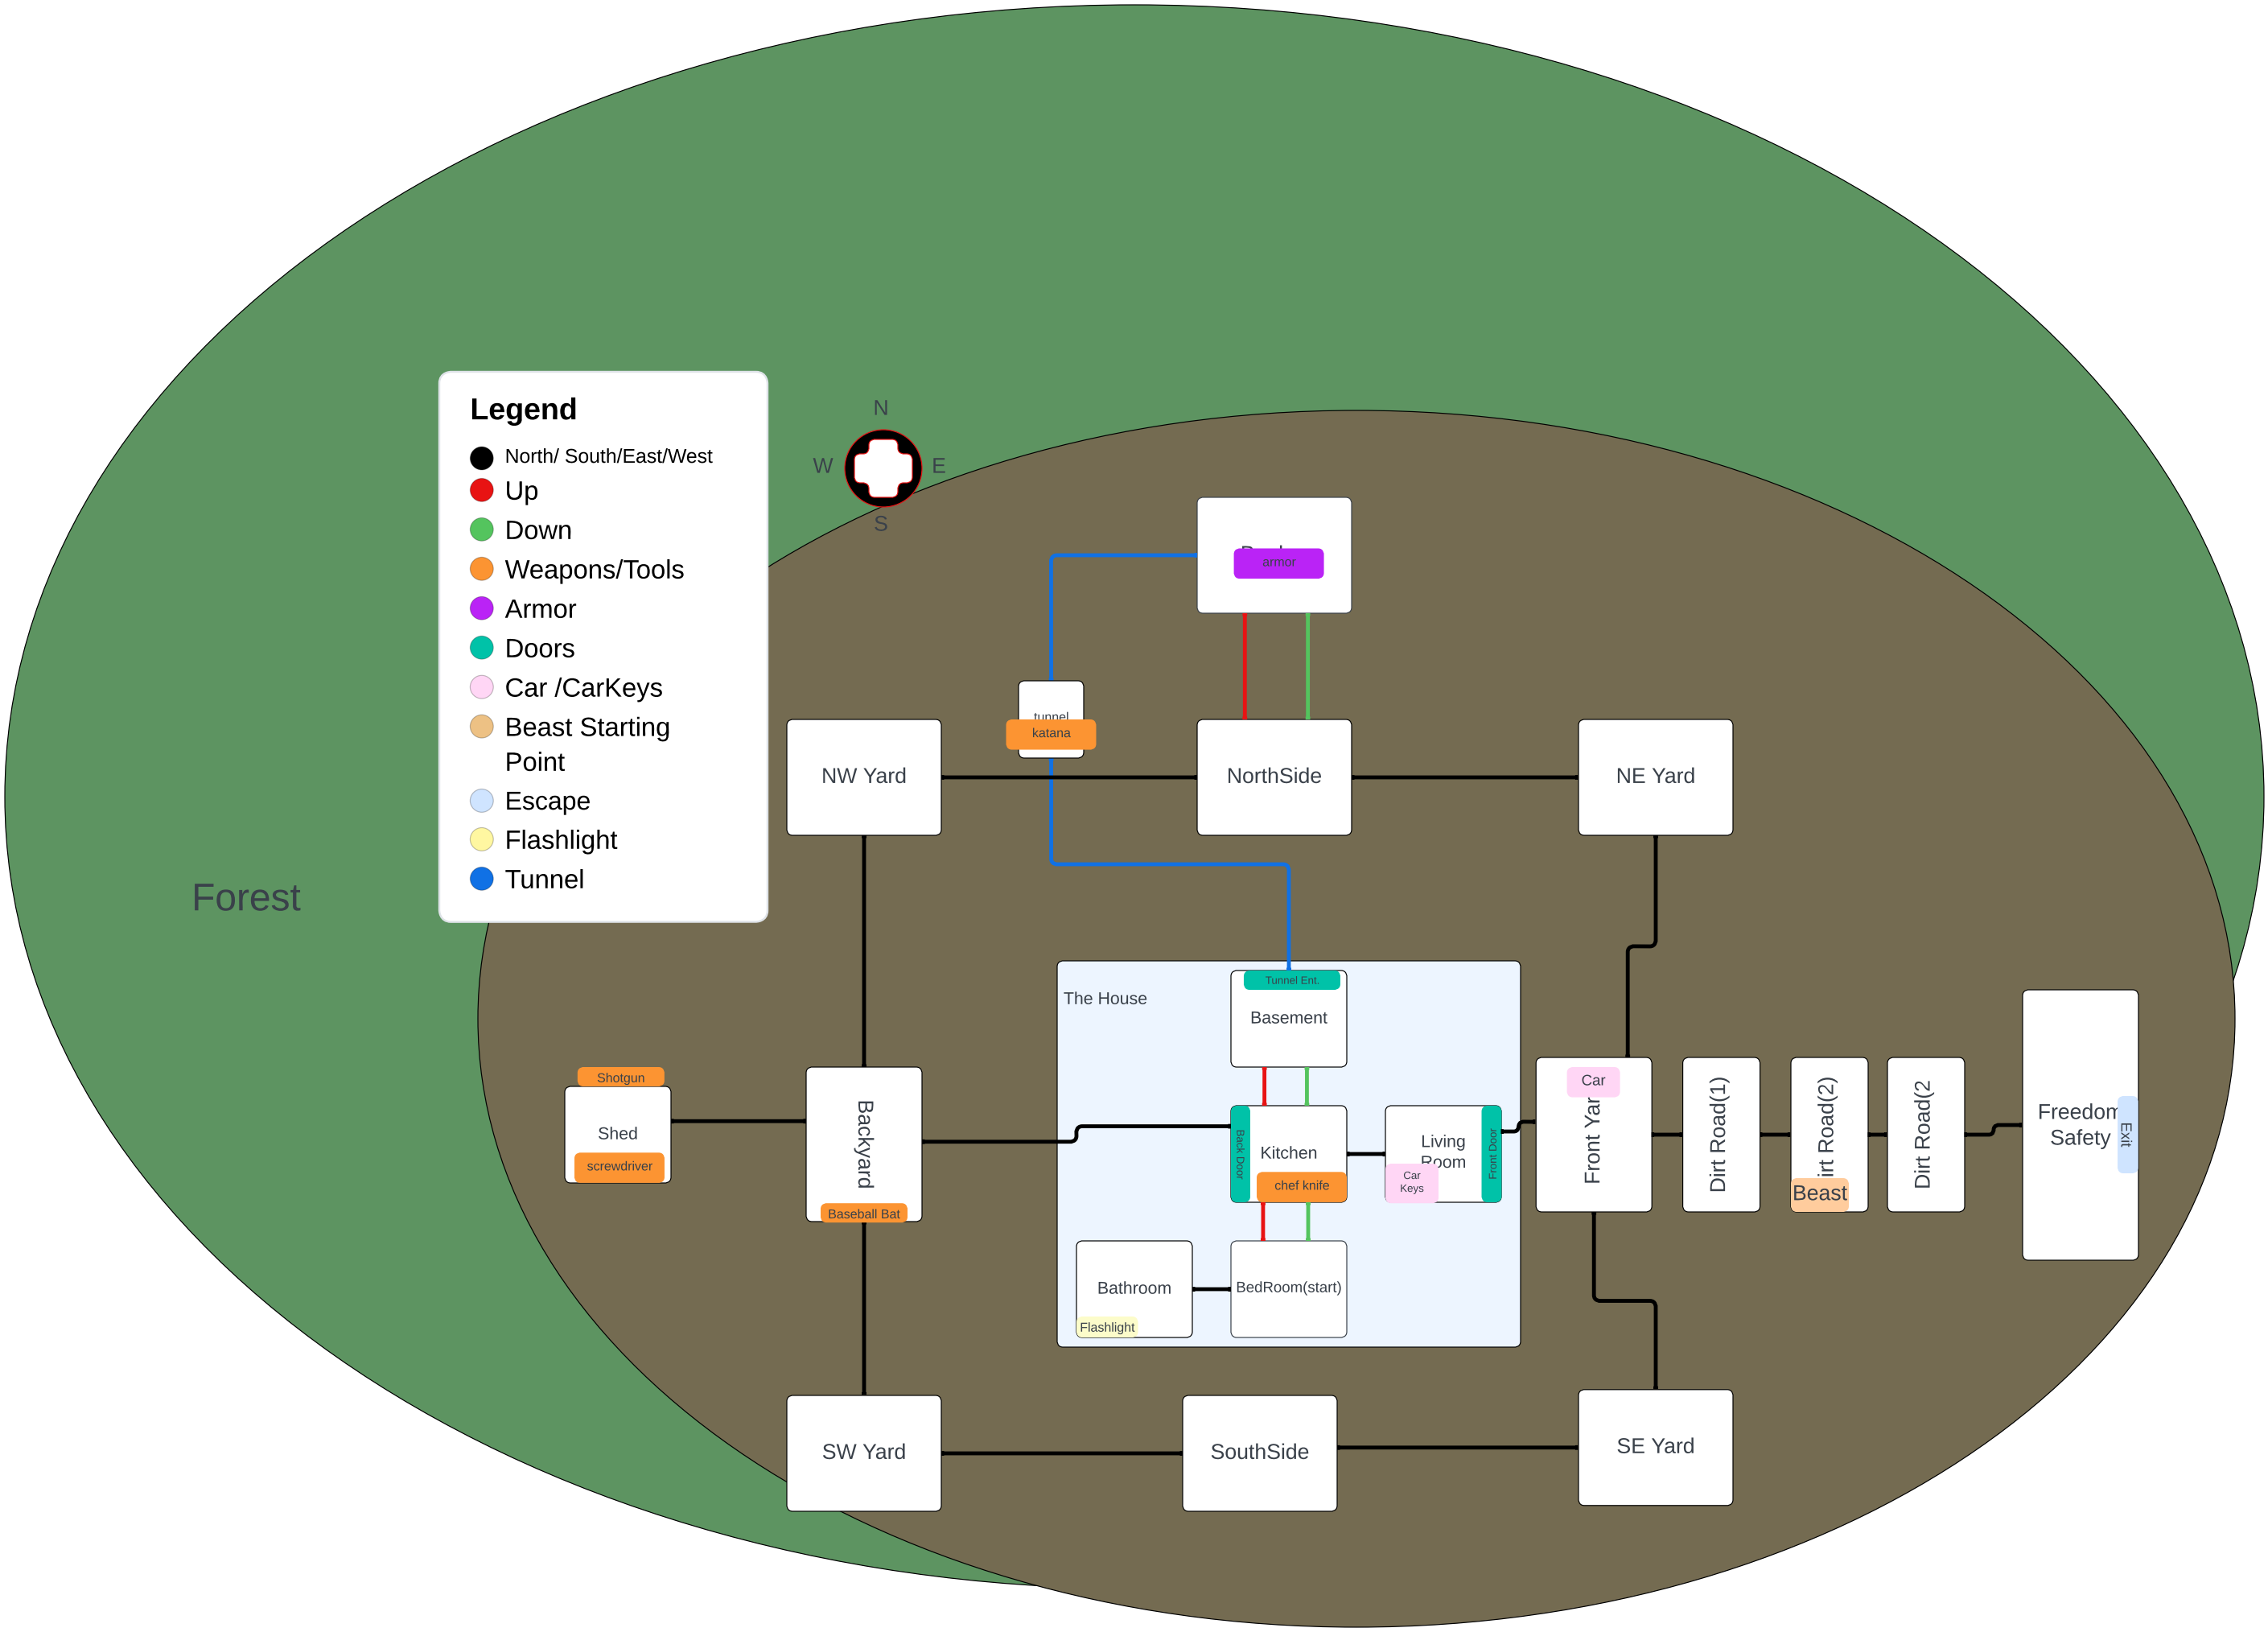 Legend
North/ South/East/West
Up
Down
Weapons/Tools
Armor
Doors
Car /CarKeys
Beast Starting
Point
Escape
Flashlight
Tunnel
N
W
E
S
Forest
armor
tunnel
katana
NW Yard
NorthSide
NE Yard
The House
Tunnel Ent.
Basement
Shotgun
Shed
screwdriver
Backyard
Baseball Bat
Back Door
Kitchen
chef knife
Living
Room
Car
Keys
Front Door
Car
Front Yar
Dirt Road(1)
irt Road(2)
Beast
Dirt Road(2
Freedom
Safety
Exit
Bathroom
Flashlight
BedRoom(start)
SW Yard
SouthSide
SE Yard